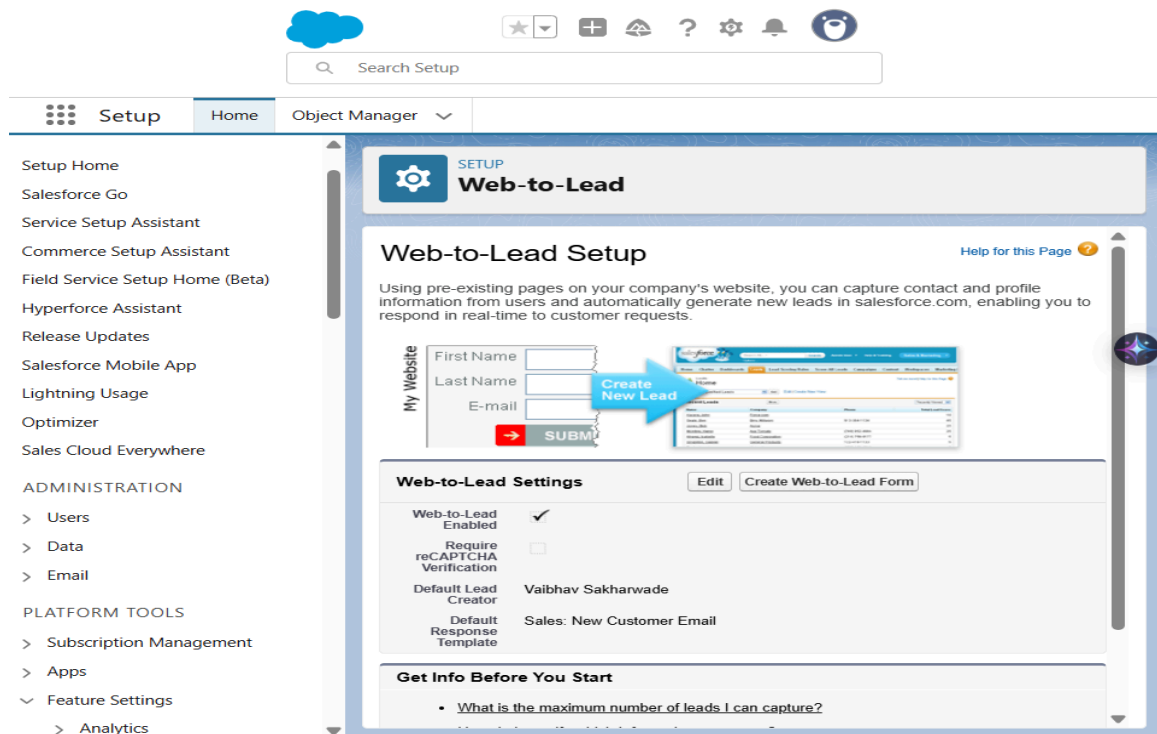 Search Setup
Setup
Home
Object Manager
Setup Home
Salesforce Go
Service Setup Assistant
Commerce Setup Assistant
Field Service Setup Home (Beta)
Hyperforce Assistant
Release Updates
Salesforce Mobile App
Lightning Usage
Optimizer
Sales Cloud Everywhere
ADMINISTRATION
Users
Data
Email
PLATFORM TOOLS
Subscription Management
Apps
Feature Settings
Analytics
SETUP
Web-to-Lead
Web-to-Lead Setup
Help for this Page
Using pre-existing pages on your company's website, you can capture contact and profile
information from users and automatically generate new leads in salesforce.com, enabling you to
respond in real-time to customer requests.
My Website
First Name
Last Name
E-mail
SUBM
Create
New Lead
Home
Web-to-Lead Settings
Edit
Create Web-to-Lead Form
Web-to-Lead
Enabled
Require
reCAPTCHA
Verification
Default Lead
Creator
Vaibhav Sakharwade
Default
Response
Template
Sales: New Customer Email
Get Info Before You Start
What is the maximum number of leads I can capture?